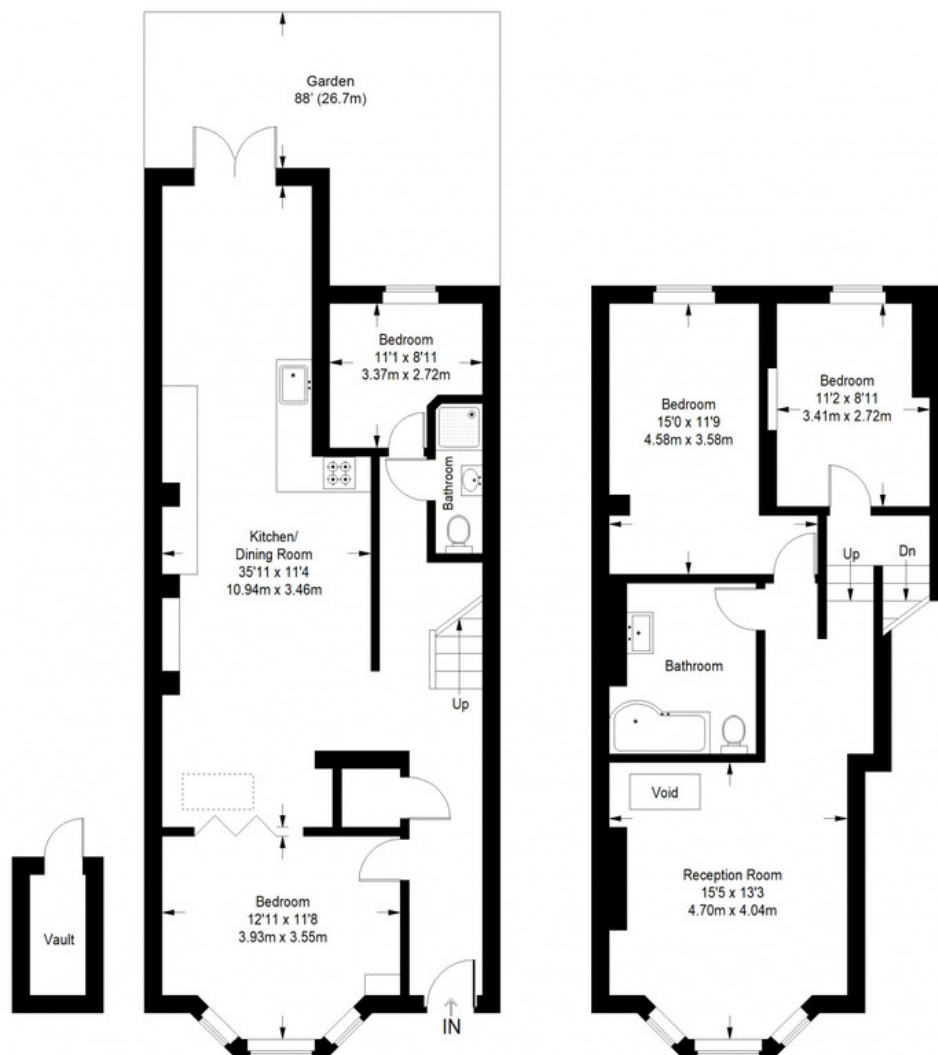 Garden
88' (26.7m)
Bedroom
11'1 x 8'11
3.37m x 2.72m
Bathroom
Kitchen/
Dining Room
35'11 x 11'4
10.94m x 3.46m
Up
Bedroom
12'11 x 11'8
3.93m x 3.55m
Vault
IN
Bedroom
15'0 x 11'9
4.58m x 3.58m
Bedroom
11'2 x 8'11
3.41m x 2.72m
Up
Dn
Bathroom
Void
Reception Room
15'5 x 13'3
4.70m x 4.04m